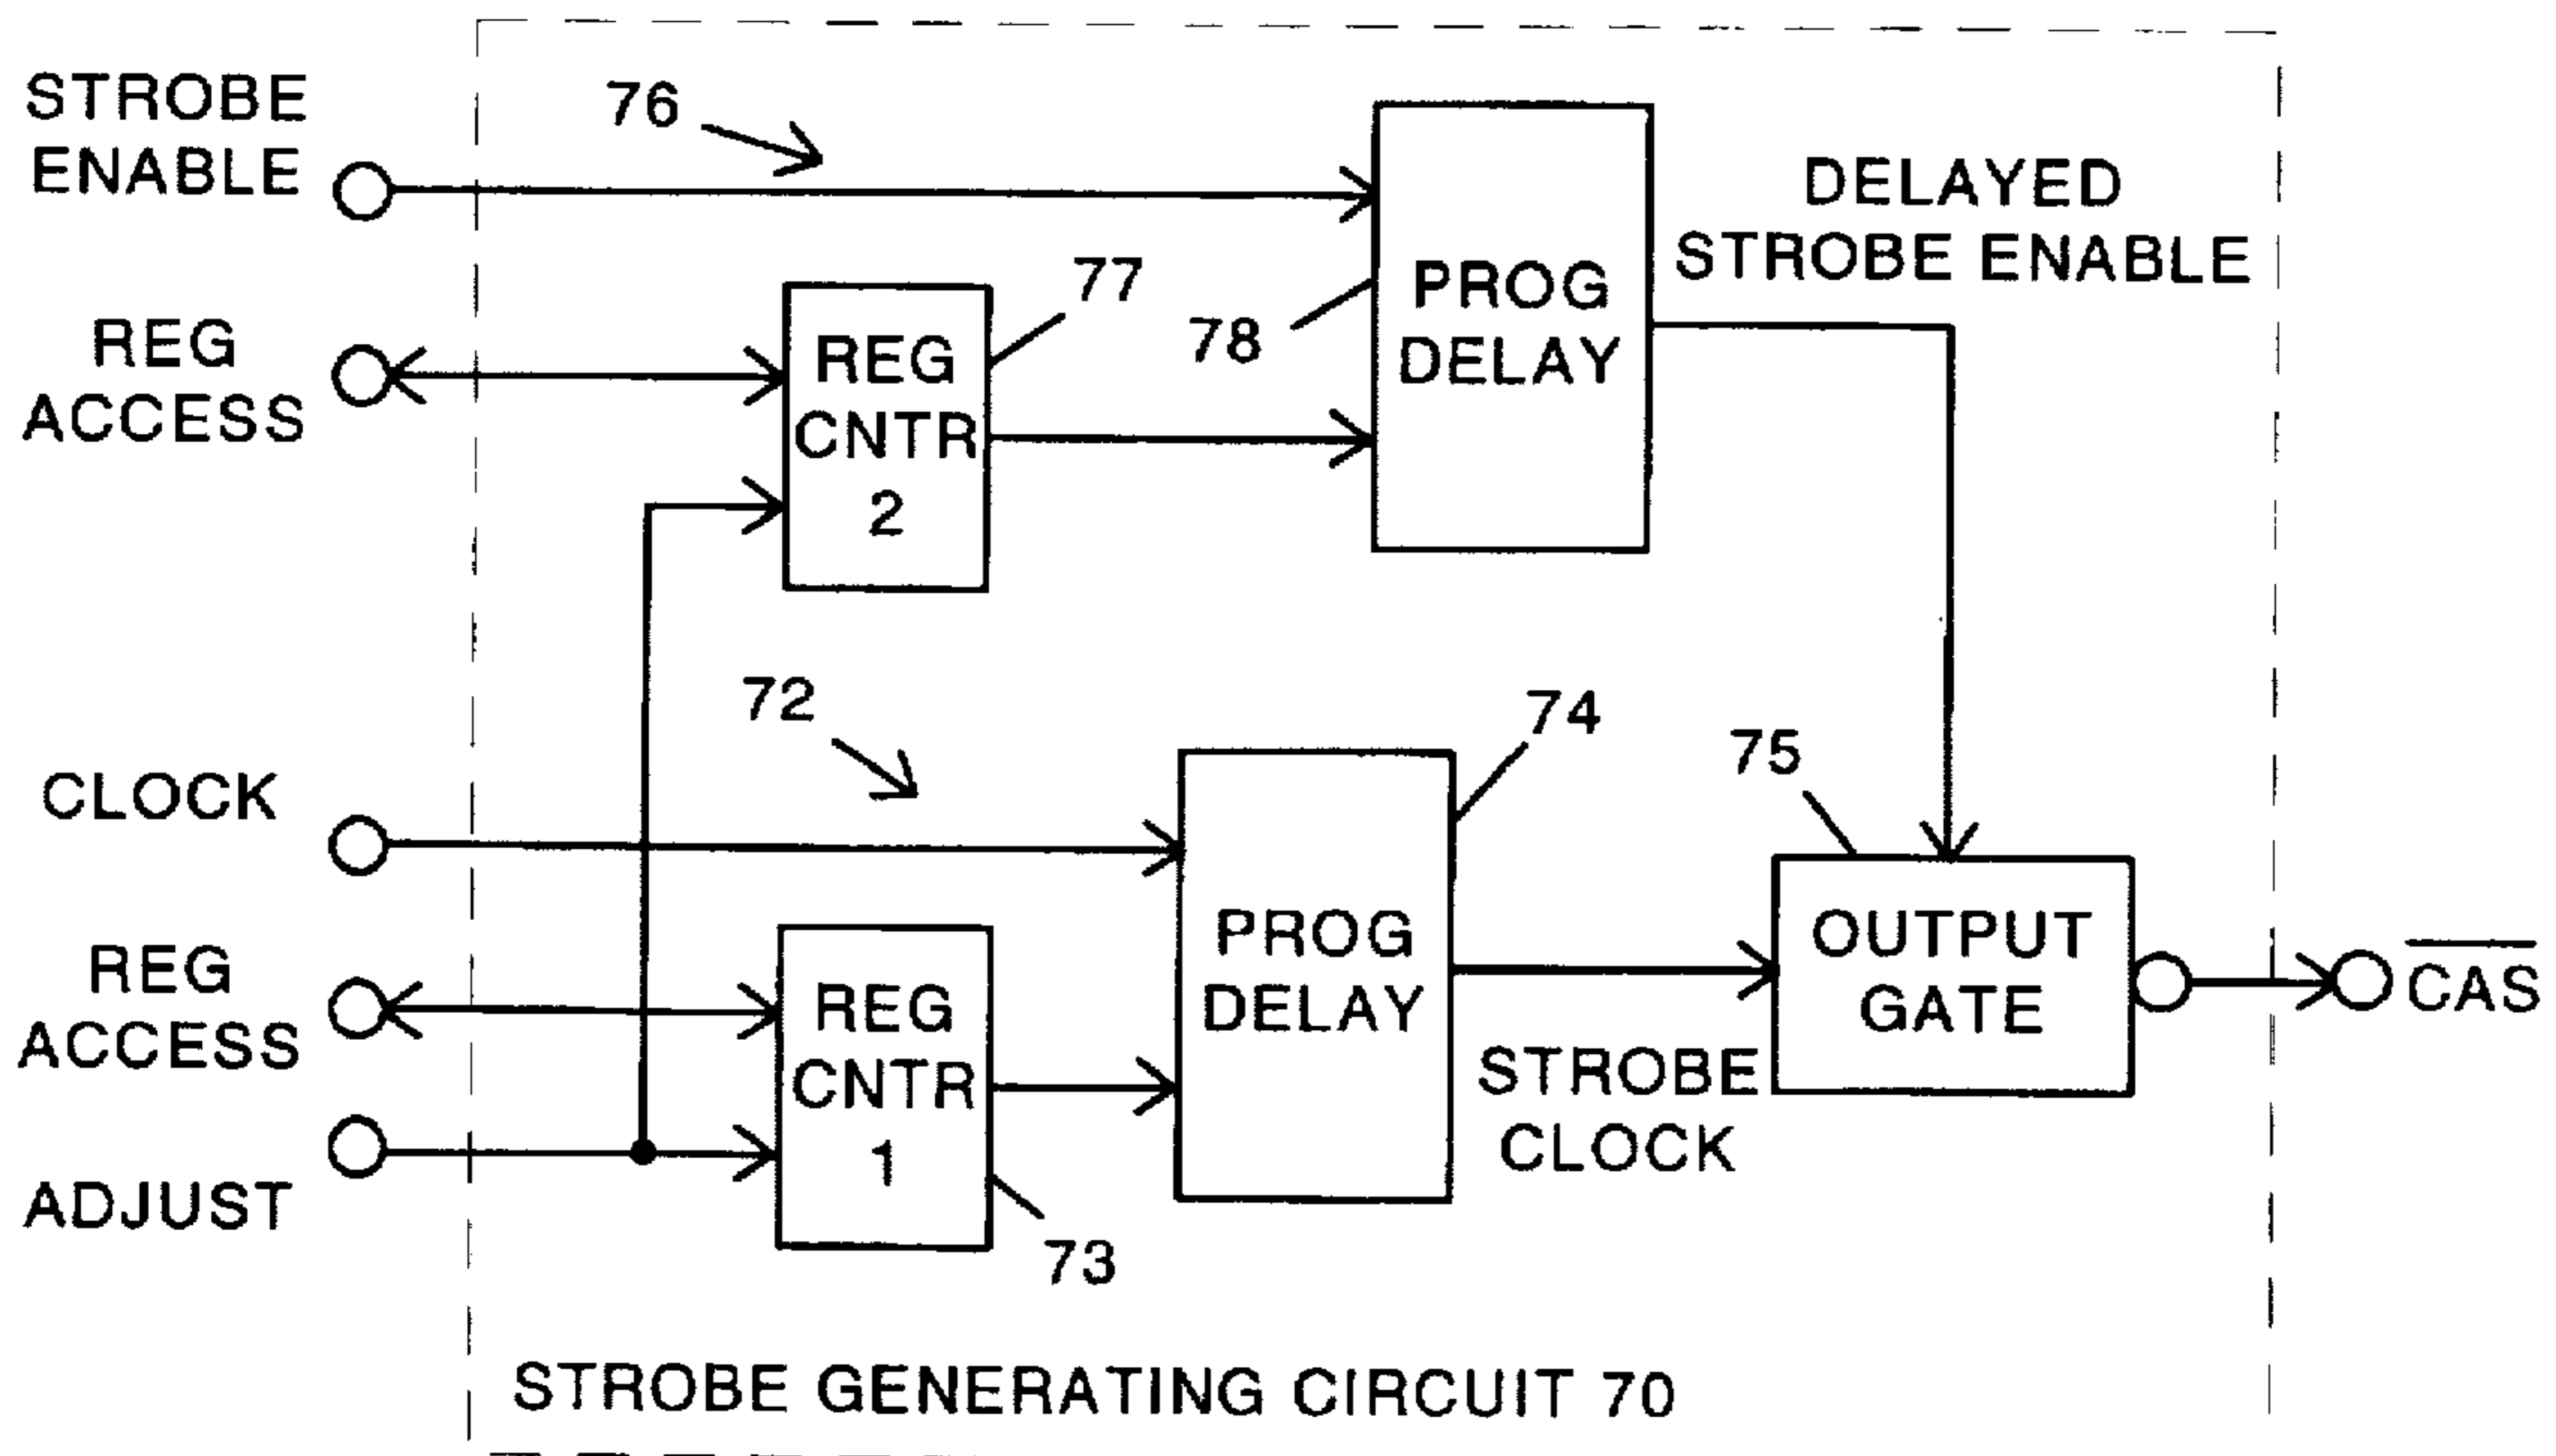 STROBE
ENABLE
76
DELAYED
STROBE ENABLE
77
PROG
DELAY
78
REG
ACCESS
REG
CNTR
2
72
74
75
CLOCK
PROG
DELAY
OUTPUT
GATE
CAS
REG
ACCESS
REG
CNTR
1
STROBE
CLOCK
ADJUST
73
STROBE GENERATING CIRCUIT 70